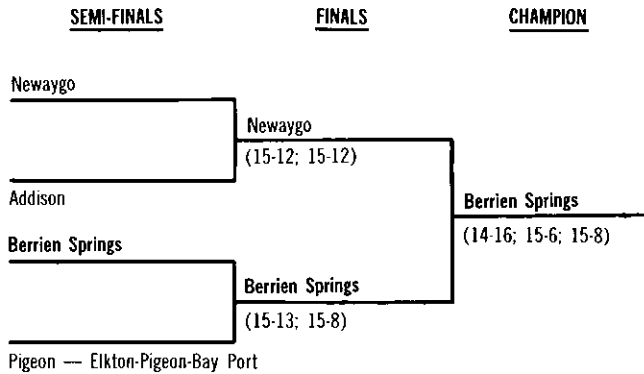 SEMI-FINALS FINALS CHAMPION
Newaygo
Newaygo
(15-12; 15-12)
Addison
Berrien Springs
(14-16; 15-6; 15-8)
Berrien Springs
Berrien Springs
(15-13; 15-8)
Pigeon — Elkton-Pigeon-Bay Port